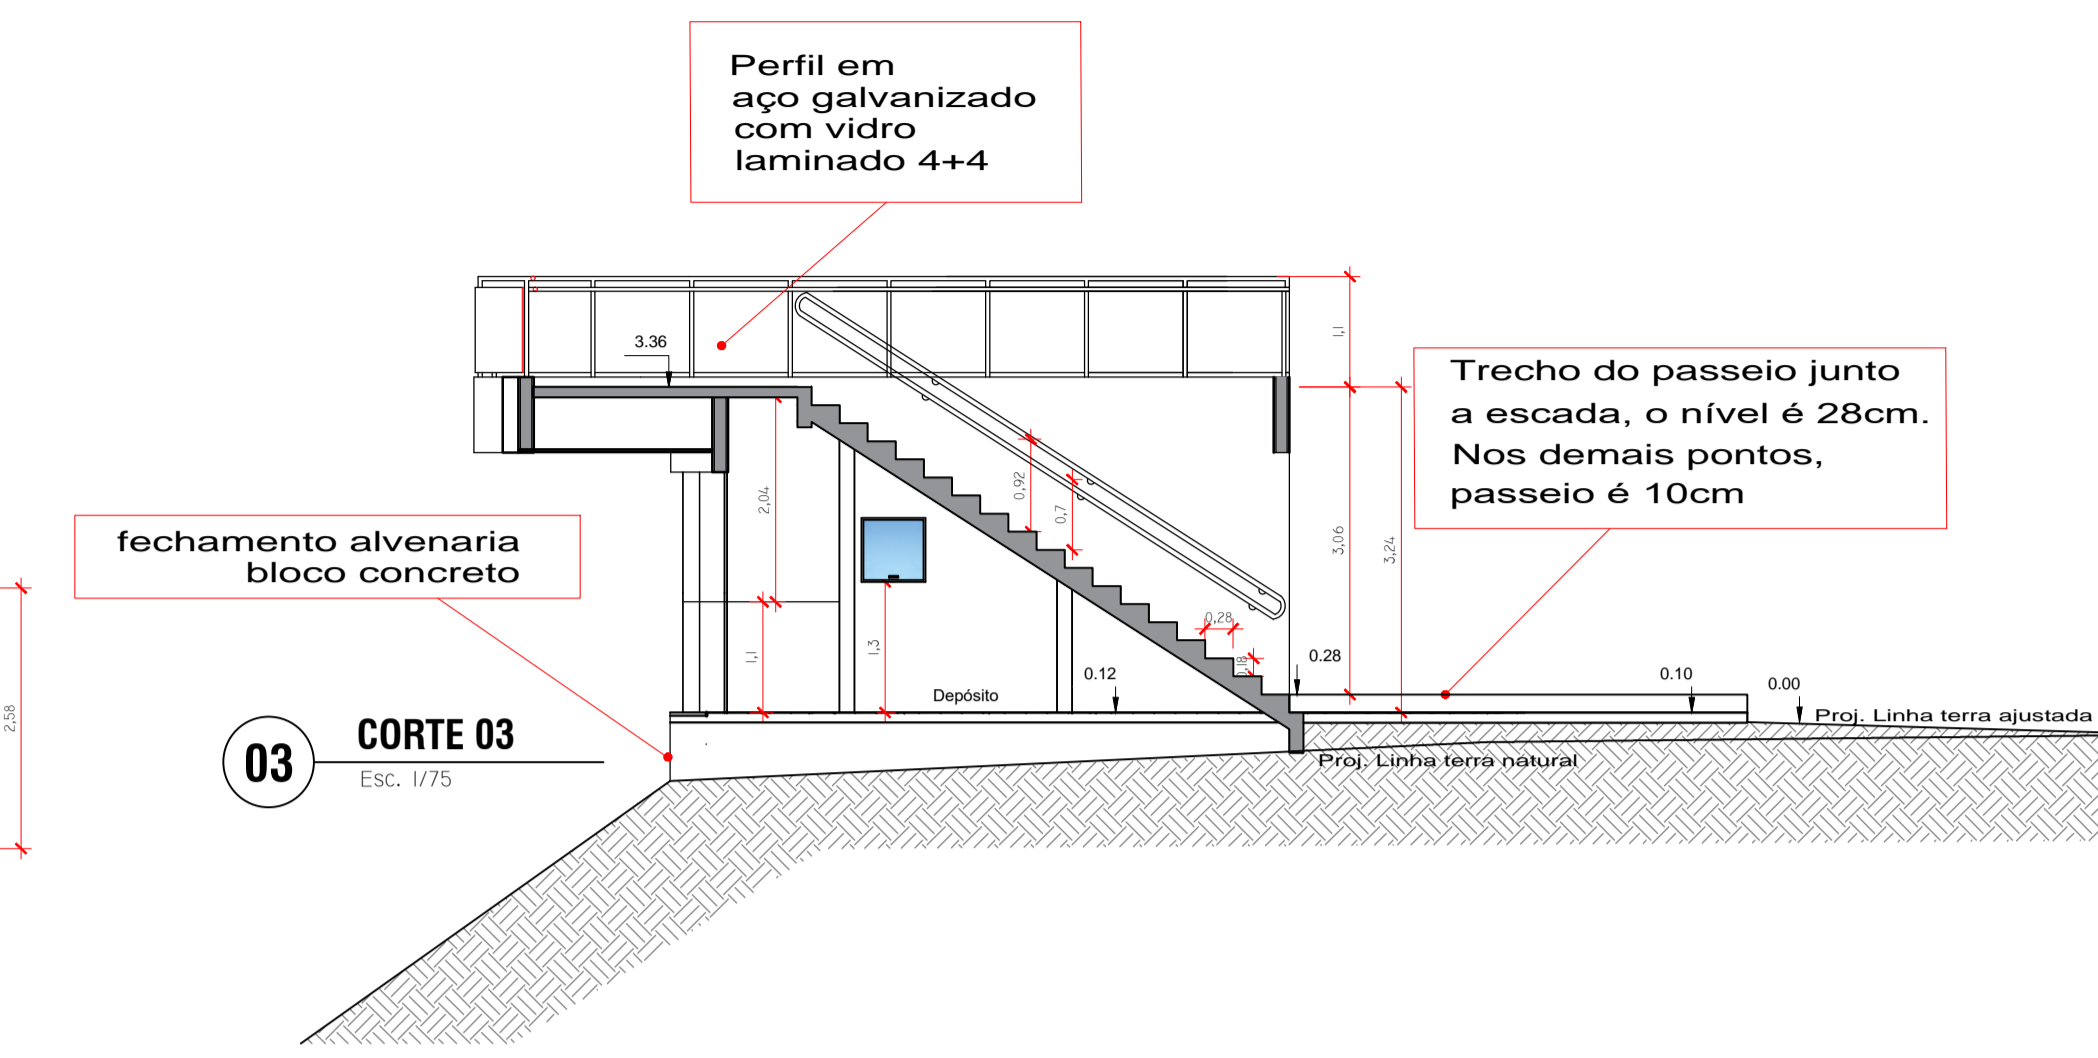 Perfil em
aço galvanizado
com vidro
laminado 4+4
3.36
1,1
Trecho do passeio junto
a escada, o nível é 28cm.
Nos demais pontos,
passeio é 10cm
2,04
0,92
0,7
3,06
3,24
fechamento alvenaria
bloco concreto
0,28
0,18
1,1
1,3
0.28
0.12
0.10
0.00
Depósito
Proj. Linha terra ajustada
Proj. Linha terra natural
2,58
03
CORTE 03
Esc. 1/75